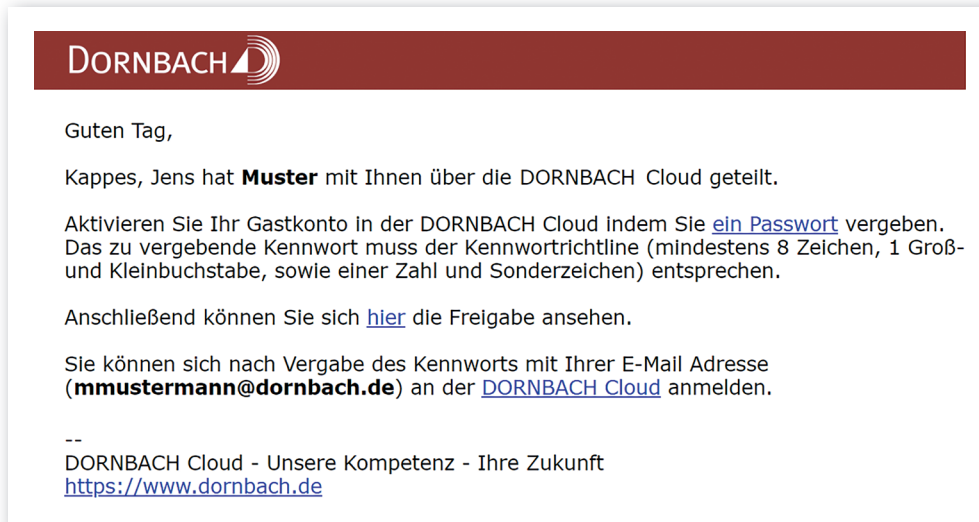 DORNBACH
Guten Tag,
Kappes, Jens hat Muster mit Ihnen über die DORNBACH Cloud geteilt.
Aktivieren Sie Ihr Gastkonto in der DORNBACH Cloud indem Sie ein Passwort vergeben.
Das zu vergebende Kennwort muss der Kennwortrichtline (mindestens 8 Zeichen, 1 Groß-
und Kleinbuchstabe, sowie einer Zahl und Sonderzeichen) entsprechen.
Anschließend können Sie sich hier die Freigabe ansehen.
Sie können sich nach Vergabe des Kennworts mit Ihrer E-Mail Adresse
(mmustermann@dornbach.de) an der DORNBACH Cloud anmelden.
--
DORNBACH Cloud - Unsere Kompetenz - Ihre Zukunft
https://www.dornbach.de